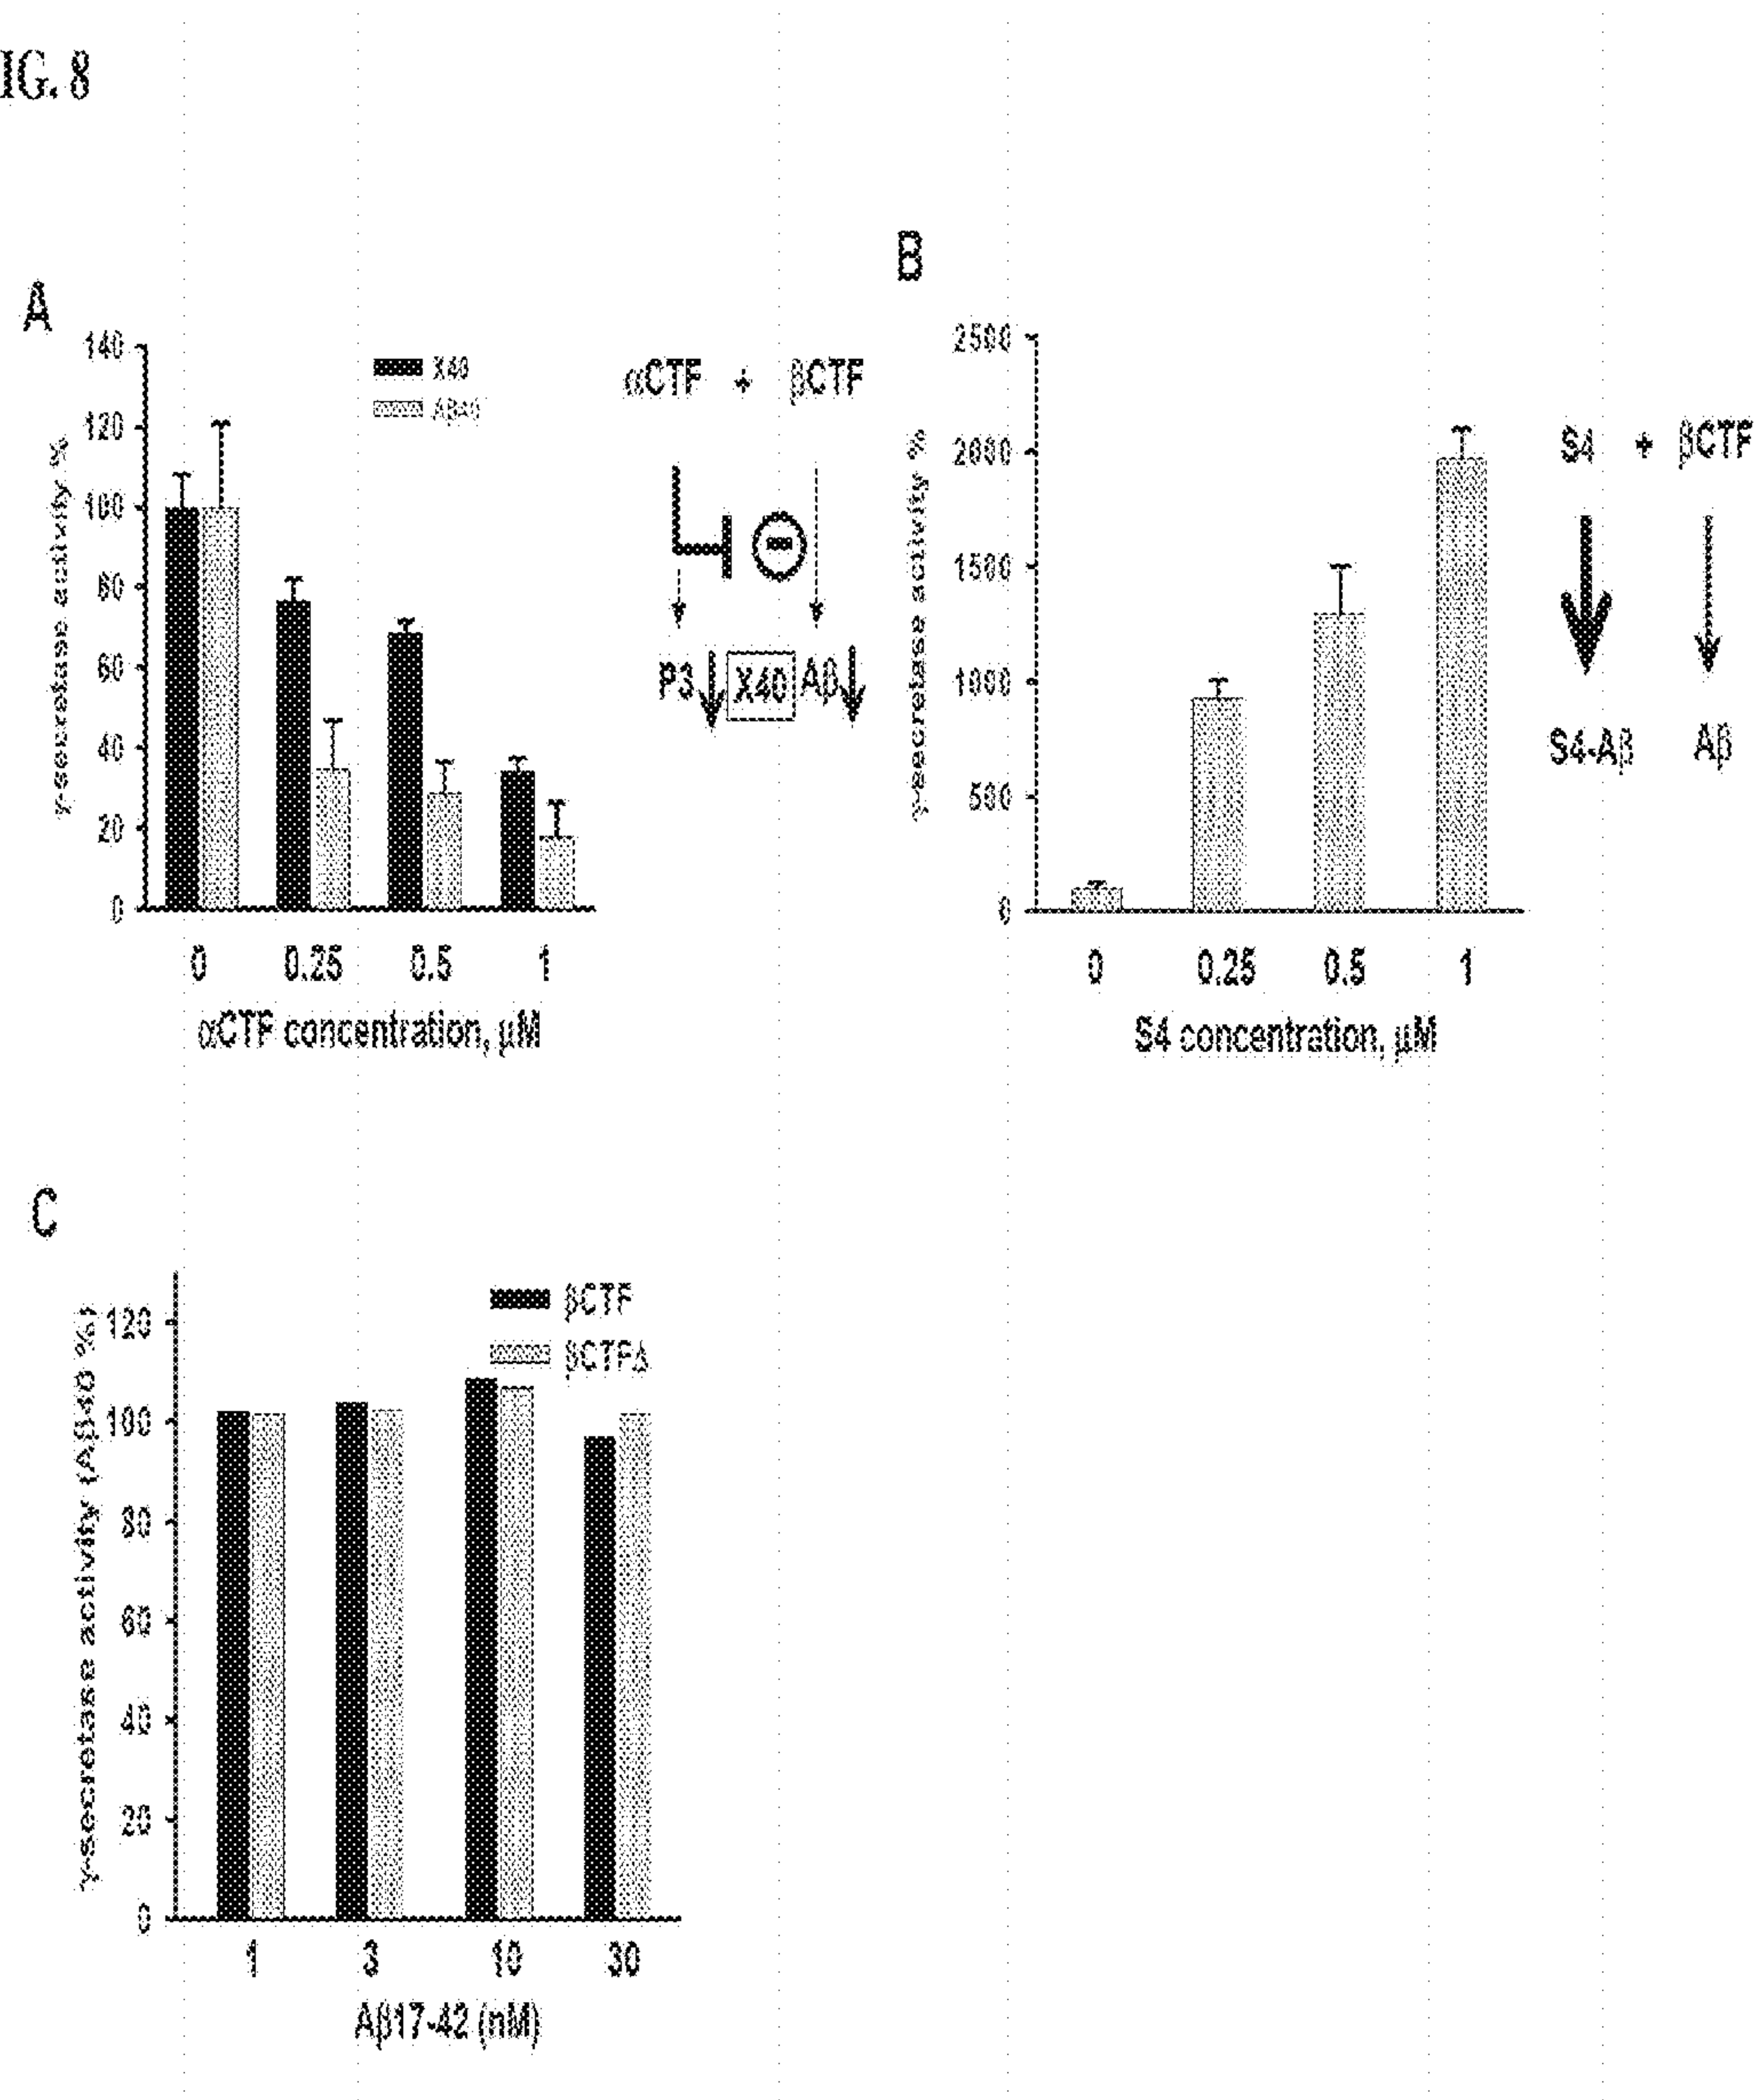 IG. 8
A
γ-secretase activity %
140
120
100
80
60
40
20
0
X40
Aβ40
0 0.25 0.5 1
αCTF concentration, μM
αCTF + βCTF
P3 X40 Aβ
B
γ-secretase activity %
2500
2000
1500
1000
500
0
0 0.25 0.5 1
S4 concentration, μM
S4 + βCTF
S4-Aβ Aβ
C
γ-secretase activity (Aβ40 %)
120
100
80
60
40
20
0
βCTF
βCTFΔ
1 3 10 30
Aβ17-42 (nM)